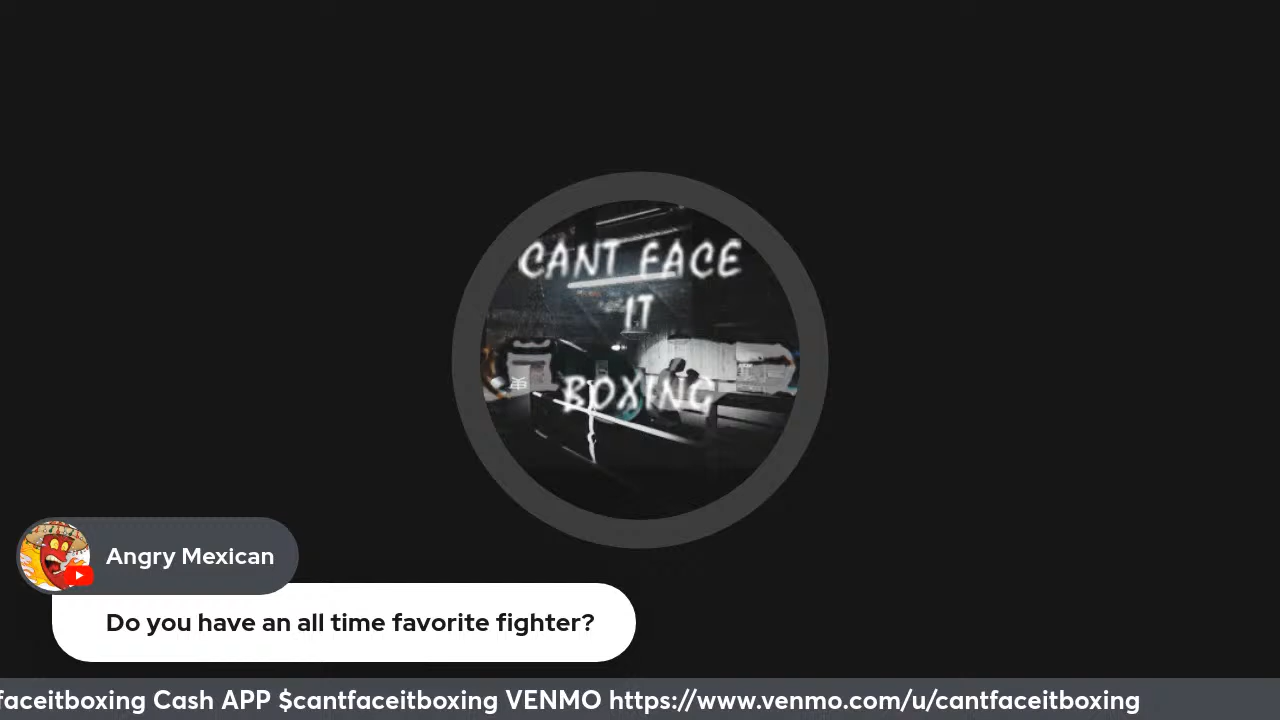 CANT FACE
IT
BOXING
Angry Mexican
Do you have an all time favorite fighter?
faceitboxing Cash APP $cantfaceitboxing VENMO https://www.venmo.com/u/cantfaceitboxing